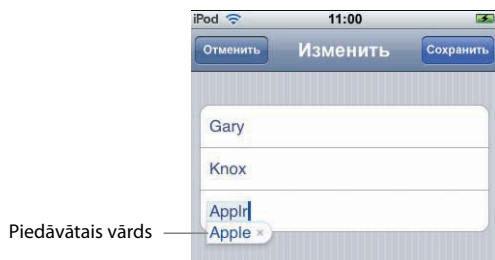 iPod 11:00
Отменить Изменить Сохранить
Gary
Knox
Applr
Piedāvātais vārds Apple ×